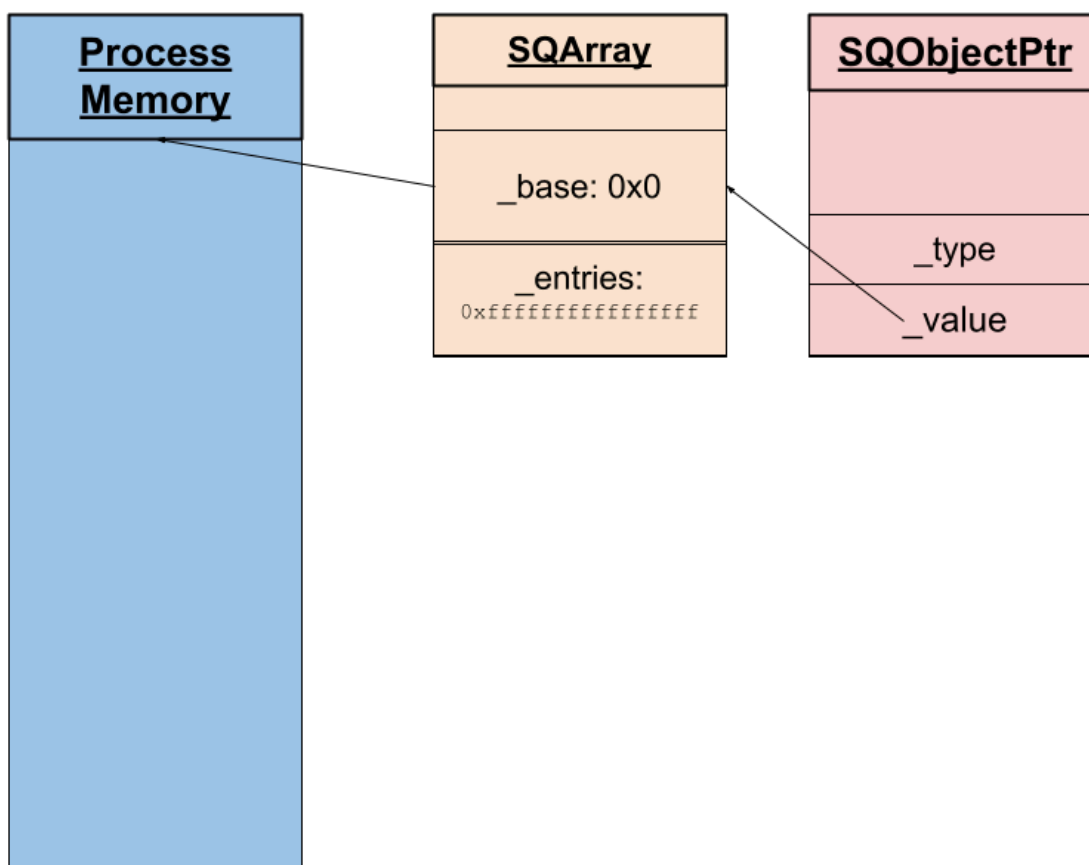 Process
Memory
SQArray
_base: 0x0
_entries:
0xffffffffffffffff
SQObjectPtr
_type
_value